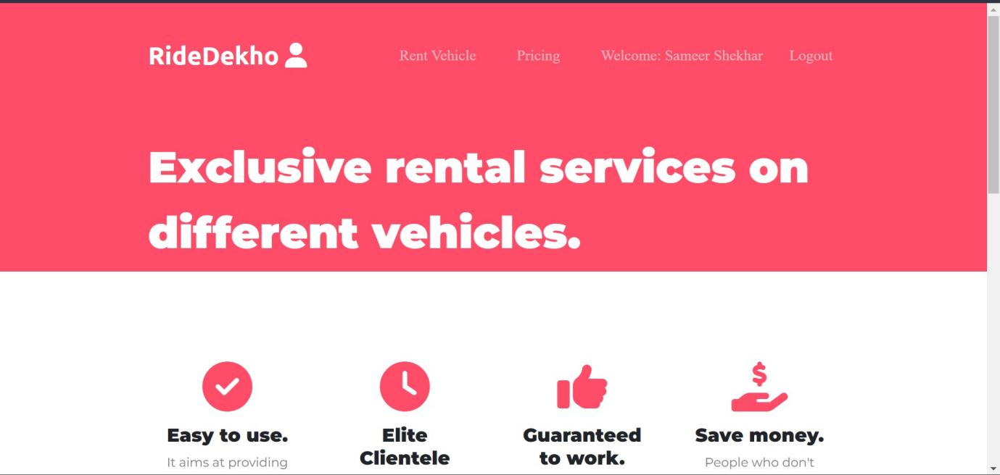 RideDekho
Rent Vehicle
Pricing
Welcome: Sameer Shekhar
Logout
Exclusive rental services on
different vehicles.
Easy to use.
It aims at providing
Elite
Clientele
Guaranteed
to work.
Save money.
People who don't